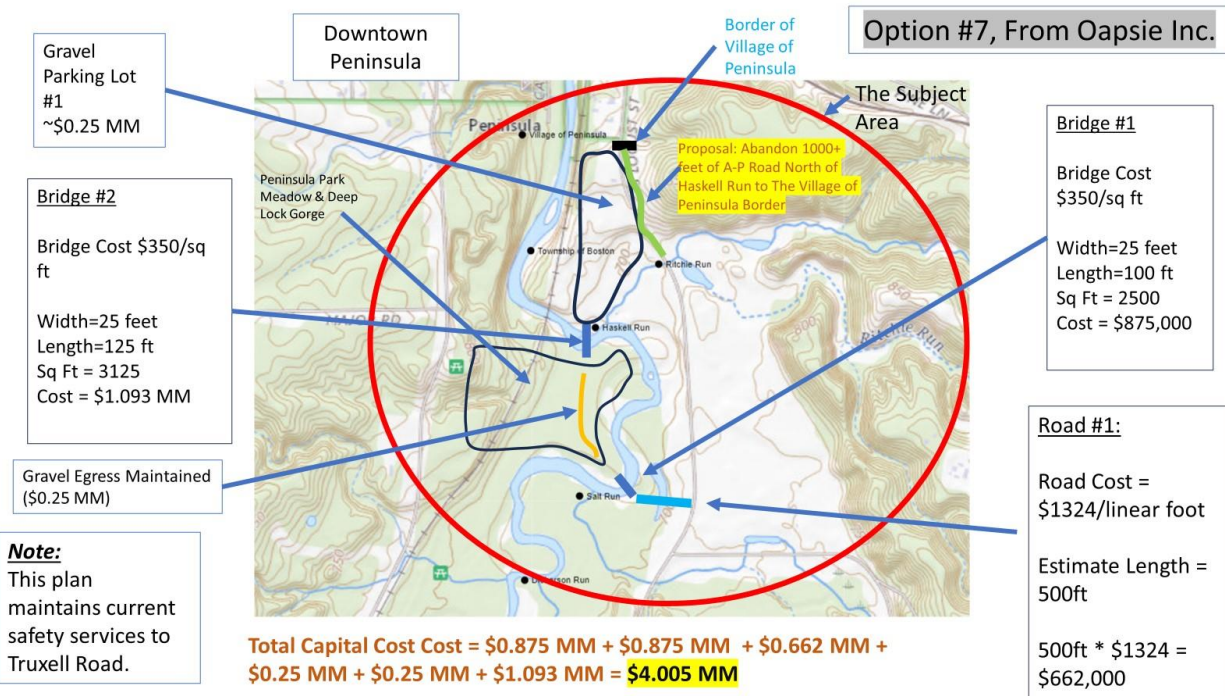 Option #7, From Oapsie Inc.
Downtown
Peninsula
Border of
Village of
Peninsula
Gravel
Parking Lot
#1
~$0.25 MM
The Subject
Area
Bridge #1
Bridge Cost
$350/sq ft
Width=25 feet
Length=100 ft
Sq Ft = 2500
Cost = $875,000
Bridge #2
Bridge Cost $350/sq
ft
Width=25 feet
Length=125 ft
Sq Ft = 3125
Cost = $1.093 MM
Peninsula Park
Meadow & Deep
Lock Gorge
Proposal: Abandon 1000+
feet of A-P Road North of
Haskell Run to The Village of
Peninsula Border
Peninsula
Village of Peninsula
Township of Boston
Ritchie Run
Haskell Run
MAJOR RD
Ritchie Run
850
800
700
700
Salt Run
Gravel Egress Maintained
($0.25 MM)
Road #1:
Road Cost =
$1324/linear foot
Estimate Length =
500ft
500ft * $1324 =
$662,000
Note:
This plan
maintains current
safety services to
Truxell Road.
Total Capital Cost Cost = $0.875 MM + $0.875 MM + $0.662 MM +
$0.25 MM + $0.25 MM + $1.093 MM = $4.005 MM